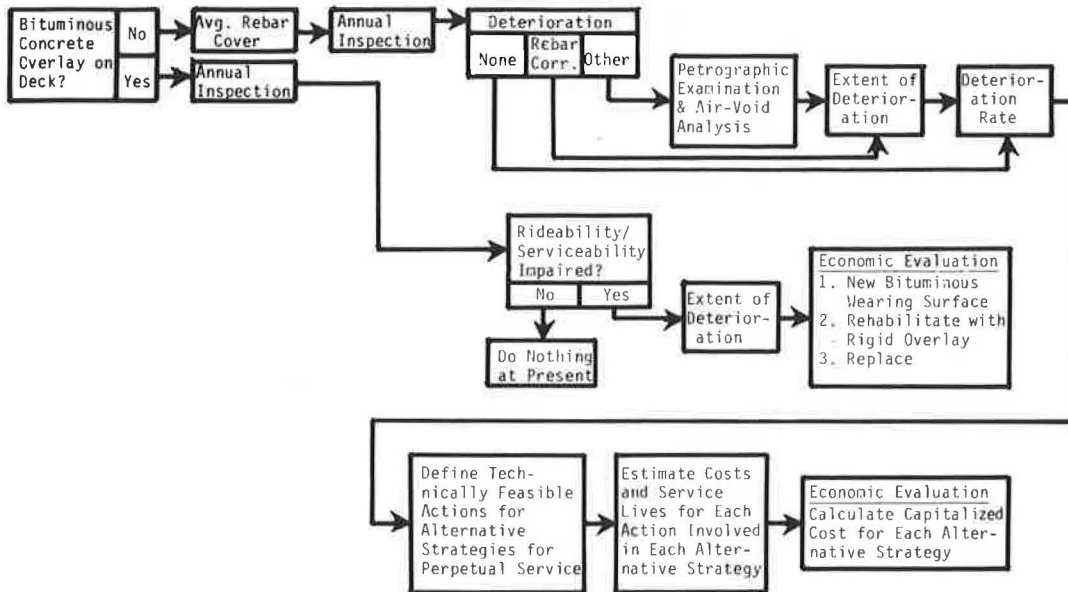 Bituminous
Concrete
Cverlay on
Deck?
No
Yes
Avg. Rebar
Cover
Annual
Inspection
Annual
Inspection
Deterioration
None
Rebar
Corr.
Other
Petrographic
Examination
& Air-Void
Analysis
Extent of
Deterior-
ation
Deterior-
ation
Rate
Rideability/
Serviceability
Impaired?
No
Yes
Do Nothing
at Present
Extent of
Deterior-
ation
Economic Evaluation
1. New Bituminous
Wearing Surface
2. Rehabilitate with
Rigid Overlay
3. Replace
Define Tech-
nically Feasible
Actions for
Alternative
Strategies for
Perpetual Service
Estimate Costs
and Service
Lives for Each
Action Involved
in Each Alter-
native Strategy
Economic Evaluation
Calculate Capitalized
Cost for Each Alter-
native Strategy